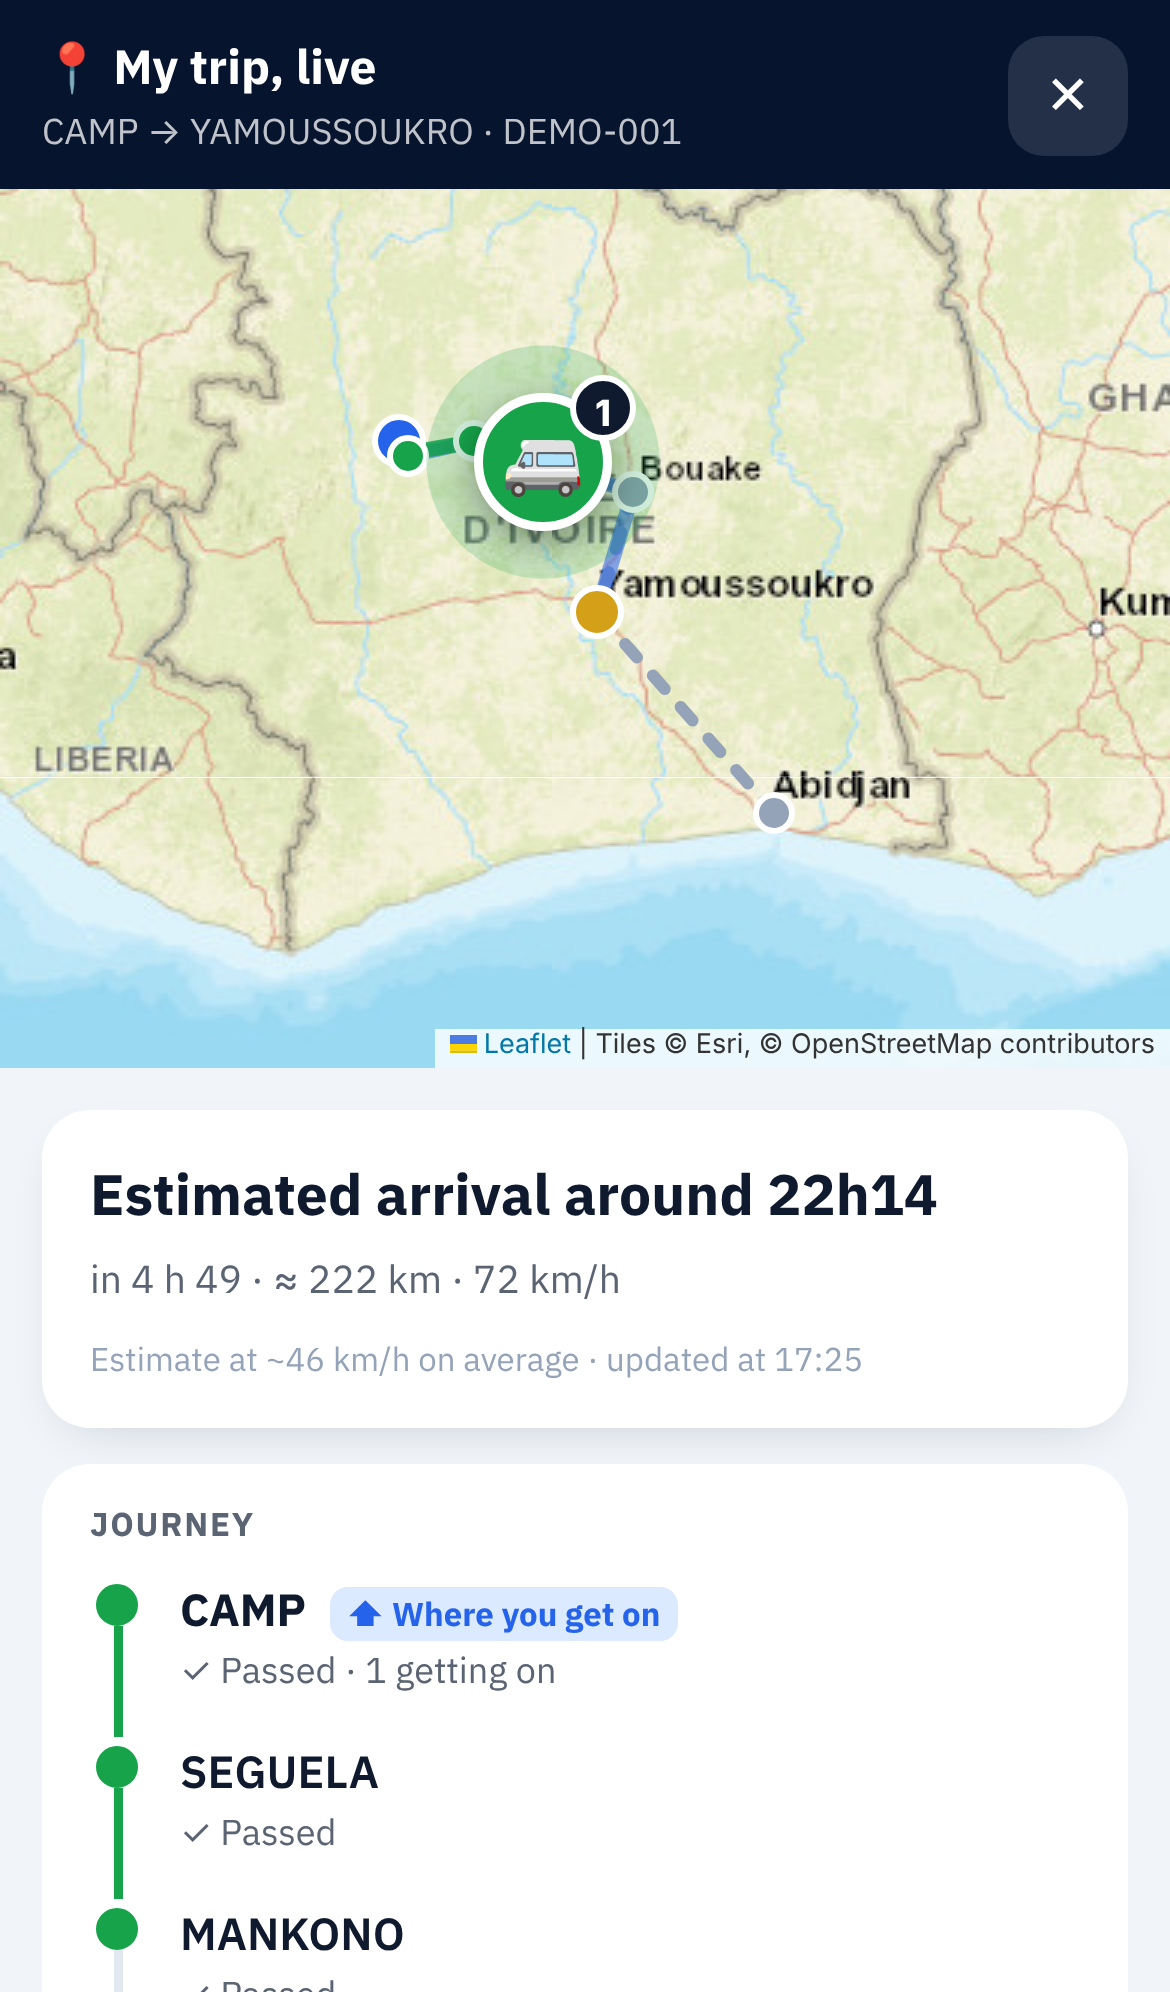 📍 My trip, live
CAMP → YAMOUSSOUKRO · DEMO-001
✕
GHA
1
Bouake
D'IVOIRE
Yamoussoukro
Kum
a
LIBERIA
Abidjan
Leaflet | Tiles © Esri, © OpenStreetMap contributors
Estimated arrival around 22h14
in 4 h 49 · ≈ 222 km · 72 km/h
Estimate at ~46 km/h on average · updated at 17:25
JOURNEY
CAMP ⬆ Where you get on
✓ Passed · 1 getting on
SEGUELA
✓ Passed
MANKONO
✓ Passed